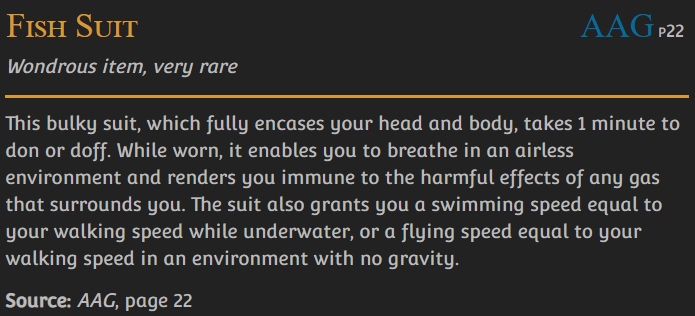 Fish Suit AAG p22
Wondrous item, very rare
This bulky suit, which fully encases your head and body, takes 1 minute to
don or doff. While worn, it enables you to breathe in an airless
environment and renders you immune to the harmful effects of any gas
that surrounds you. The suit also grants you a swimming speed equal to
your walking speed while underwater, or a flying speed equal to your
walking speed in an environment with no gravity.
Source: AAG, page 22